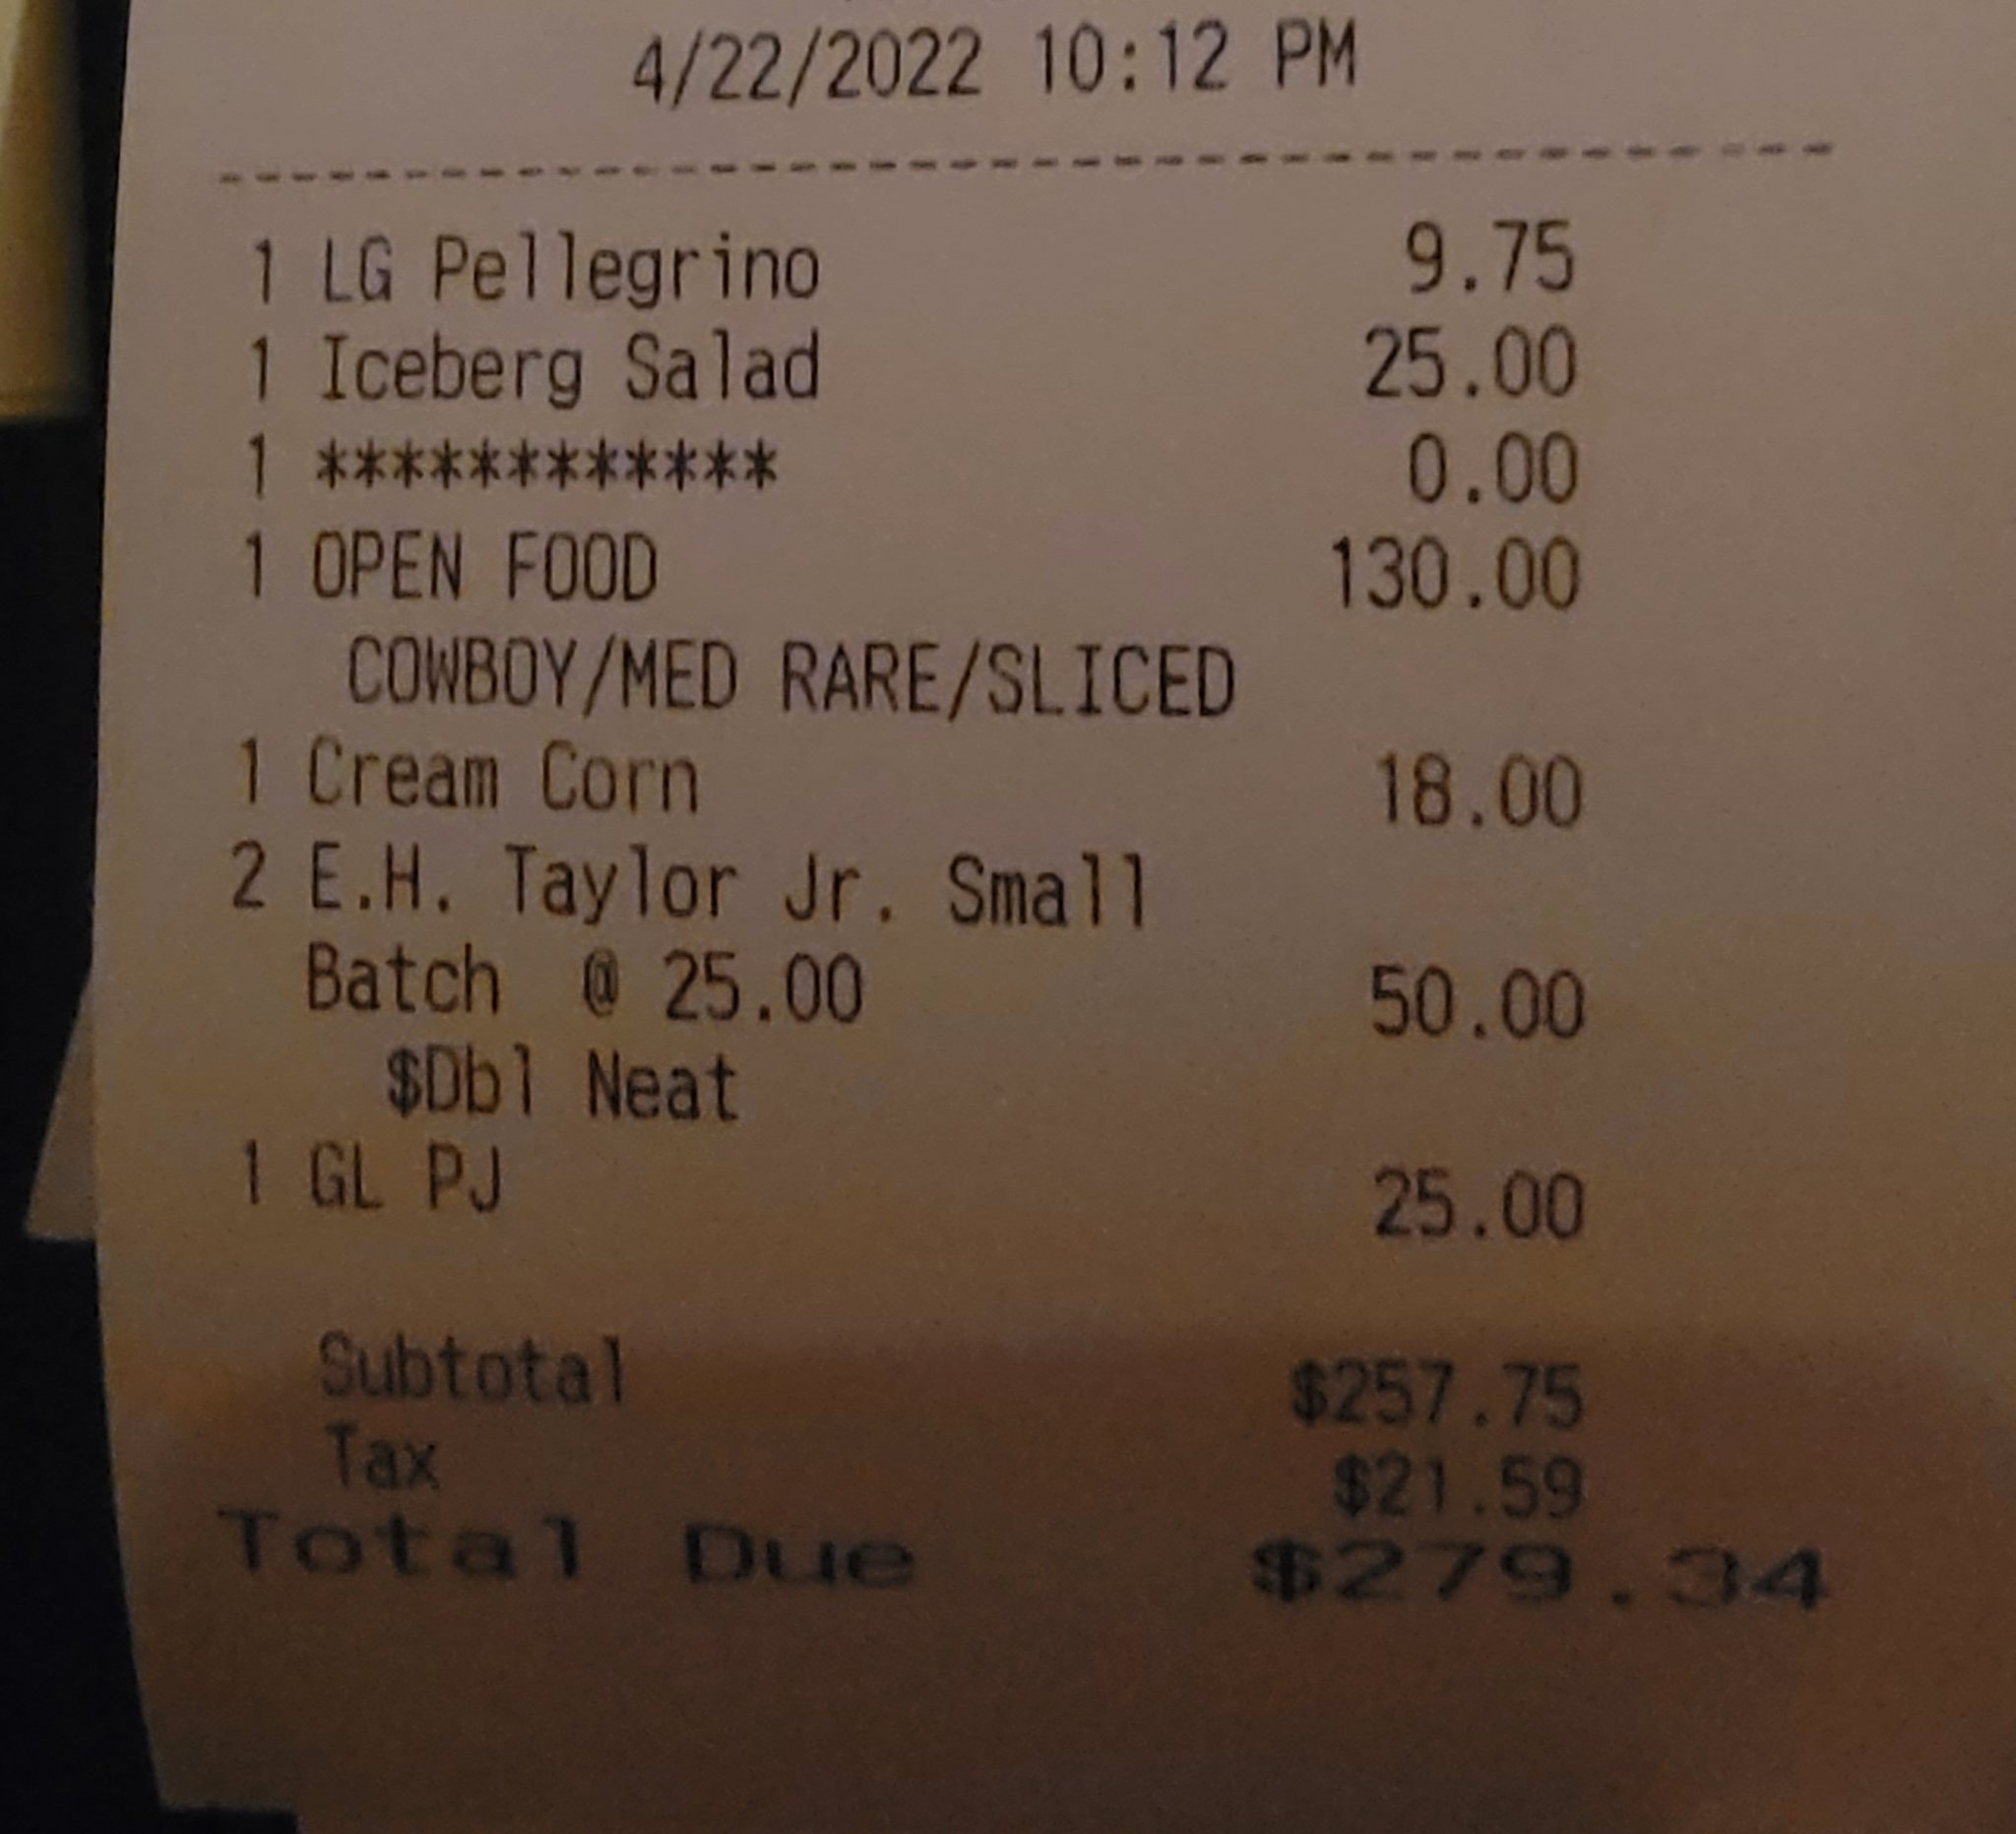 4/22/2022 10:12 PM
----------------------------------------
1 LG Pellegrino 9.75
1 Iceberg Salad 25.00
1 ************ 0.00
1 OPEN FOOD 130.00
COWBOY/MED RARE/SLICED
1 Cream Corn 18.00
2 E.H. Taylor Jr. Small
Batch @ 25.00 50.00
$Dbl Neat
1 GL PJ 25.00
Subtotal $257.75
Tax $21.59
Total Due $279.34